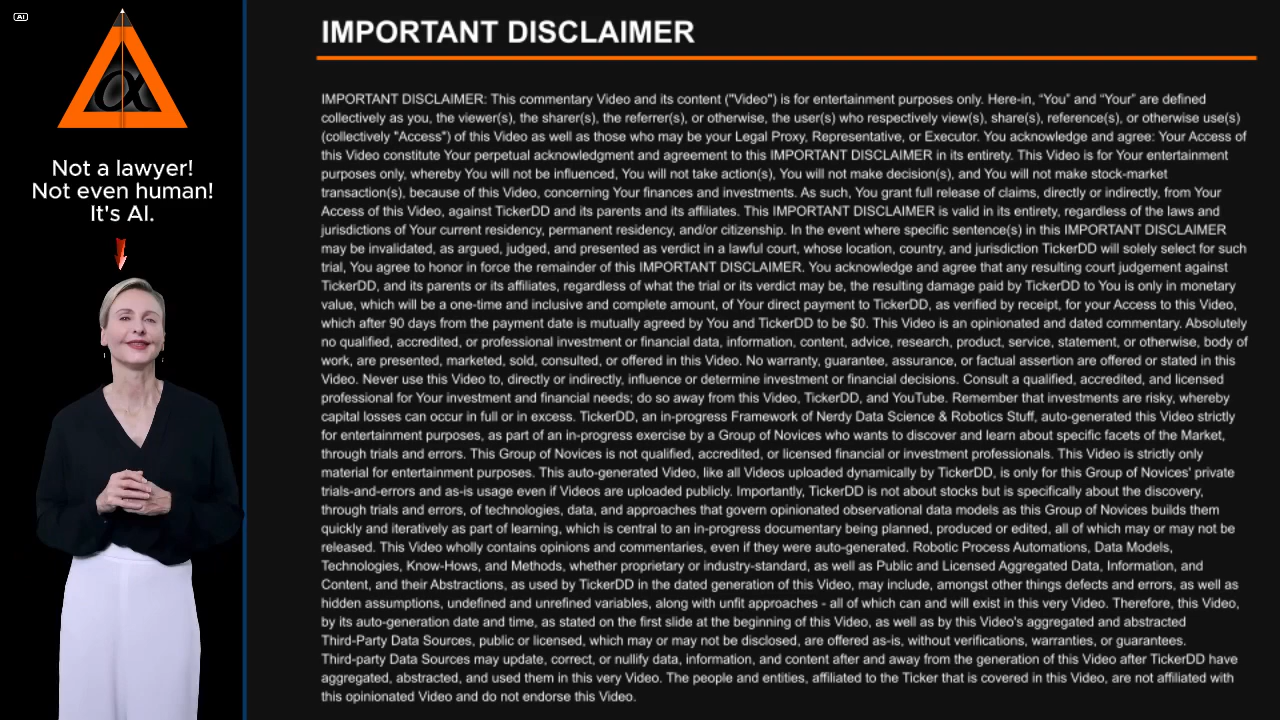 AI
α
Not a lawyer!
Not even human!
It's AI.
IMPORTANT DISCLAIMER
IMPORTANT DISCLAIMER: This commentary Video and its content ("Video") is for entertainment purposes only. Here-in, “You” and “Your” are defined
collectively as you, the viewer(s), the sharer(s), the referrer(s), or otherwise, the user(s) who respectively view(s), share(s), reference(s), or otherwise use(s)
(collectively "Access") of this Video as well as those who may be your Legal Proxy, Representative, or Executor. You acknowledge and agree: Your Access of
this Video constitute Your perpetual acknowledgment and agreement to this IMPORTANT DISCLAIMER in its entirety. This Video is for Your entertainment
purposes only, whereby You will not be influenced, You will not take action(s), You will not make decision(s), and You will not make stock-market
transaction(s), because of this Video, concerning Your finances and investments. As such, You grant full release of claims, directly or indirectly, from Your
Access of this Video, against TickerDD and its parents and its affiliates. This IMPORTANT DISCLAIMER is valid in its entirety, regardless of the laws and
jurisdictions of Your current residency, permanent residency, and/or citizenship. In the event where specific sentence(s) in this IMPORTANT DISCLAIMER
may be invalidated, as argued, judged, and presented as verdict in a lawful court, whose location, country, and jurisdiction TickerDD will solely select for such
trial, You agree to honor in force the remainder of this IMPORTANT DISCLAIMER. You acknowledge and agree that any resulting court judgement against
TickerDD, and its parents or its affiliates, regardless of what the trial or its verdict may be, the resulting damage paid by TickerDD to You is only in monetary
value, which will be a one-time and inclusive and complete amount, of Your direct payment to TickerDD, as verified by receipt, for your Access to this Video,
which after 90 days from the payment date is mutually agreed by You and TickerDD to be $0. This Video is an opinionated and dated commentary. Absolutely
no qualified, accredited, or professional investment or financial data, information, content, advice, research, product, service, statement, or otherwise, body of
work, are presented, marketed, sold, consulted, or offered in this Video. No warranty, guarantee, assurance, or factual assertion are offered or stated in this
Video. Never use this Video to, directly or indirectly, influence or determine investment or financial decisions. Consult a qualified, accredited, and licensed
professional for Your investment and financial needs; do so away from this Video, TickerDD, and YouTube. Remember that investments are risky, whereby
capital losses can occur in full or in excess. TickerDD, an in-progress Framework of Nerdy Data Science & Robotics Stuff, auto-generated this Video strictly
for entertainment purposes, as part of an in-progress exercise by a Group of Novices who wants to discover and learn about specific facets of the Market,
through trials and errors. This Group of Novices is not qualified, accredited, or licensed financial or investment professionals. This Video is strictly only
material for entertainment purposes. This auto-generated Video, like all Videos uploaded dynamically by TickerDD, is only for this Group of Novices' private
trials-and-errors and as-is usage even if Videos are uploaded publicly. Importantly, TickerDD is not about stocks but is specifically about the discovery,
through trials and errors, of technologies, data, and approaches that govern opinionated observational data models as this Group of Novices builds them
quickly and iteratively as part of learning, which is central to an in-progress documentary being planned, produced or edited, all of which may or may not be
released. This Video wholly contains opinions and commentaries, even if they were auto-generated. Robotic Process Automations, Data Models,
Technologies, Know-Hows, and Methods, whether proprietary or industry-standard, as well as Public and Licensed Aggregated Data, Information, and
Content, and their Abstractions, as used by TickerDD in the dated generation of this Video, may include, amongst other things defects and errors, as well as
hidden assumptions, undefined and unrefined variables, along with unfit approaches - all of which can and will exist in this very Video. Therefore, this Video,
by its auto-generation date and time, as stated on the first slide at the beginning of this Video, as well as by this Video's aggregated and abstracted
Third-Party Data Sources, public or licensed, which may or may not be disclosed, are offered as-is, without verifications, warranties, or guarantees.
Third-party Data Sources may update, correct, or nullify data, information, and content after and away from the generation of this Video after TickerDD have
aggregated, abstracted, and used them in this very Video. The people and entities, affiliated to the Ticker that is covered in this Video, are not affiliated with
this opinionated Video and do not endorse this Video.